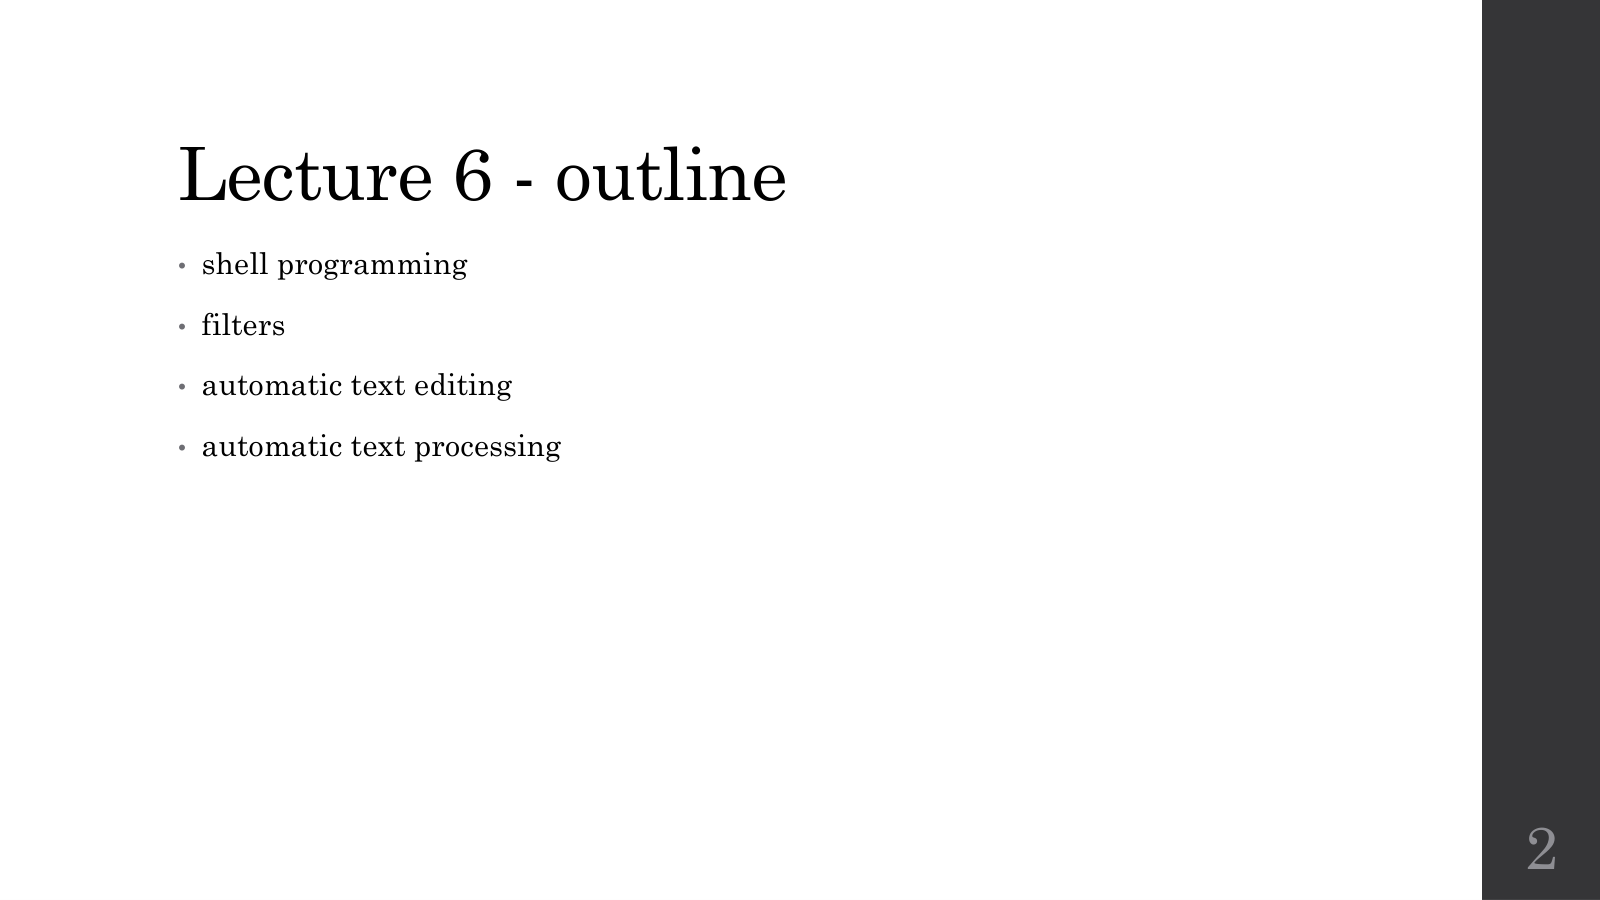 Lecture 6 - outline
• shell programming
• filters
• automatic text editing
• automatic text processing
2